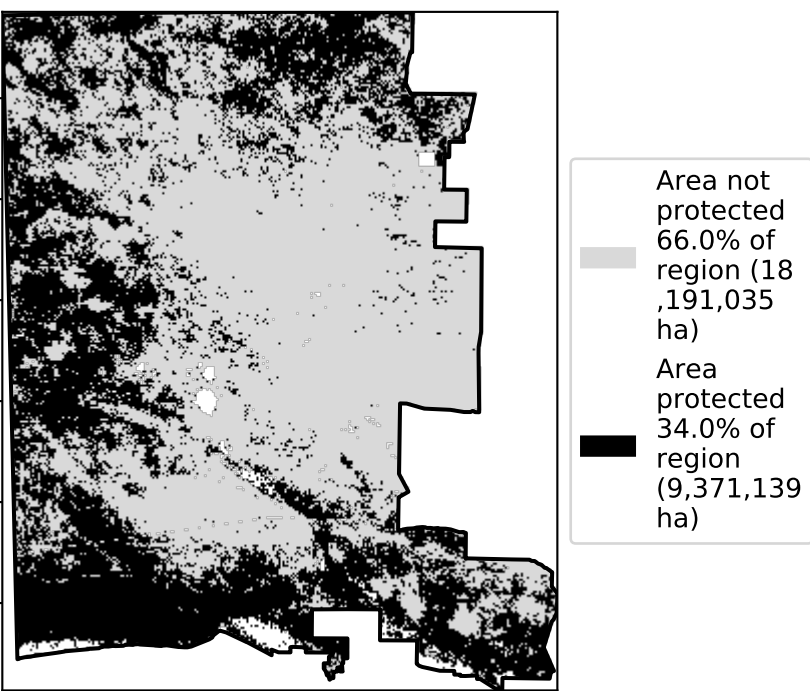 Area not
protected
66.0% of
region (18
,191,035
ha)
Area
protected
34.0% of
region
(9,371,139
ha)